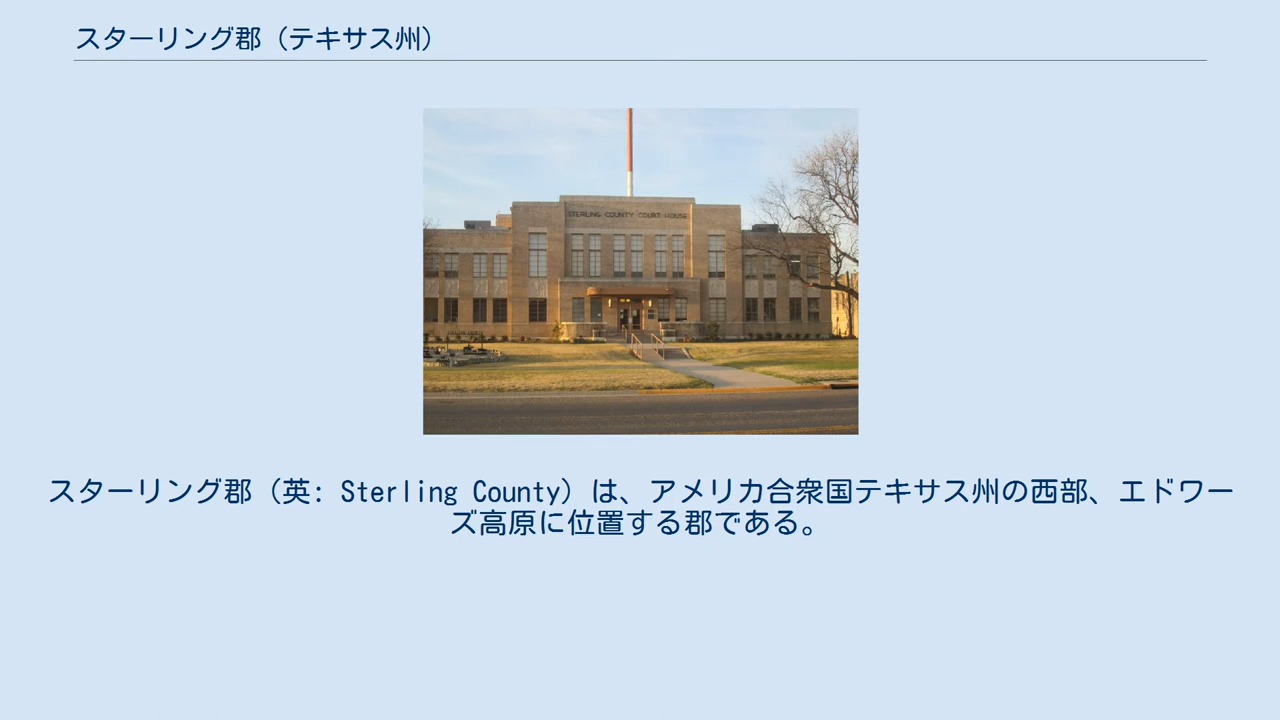 スターリング郡（テキサス州）
STERLING COUNTY COURT HOUSE
スターリング郡（英: Sterling County）は、アメリカ合衆国テキサス州の西部、エドワー
ズ高原に位置する郡である。